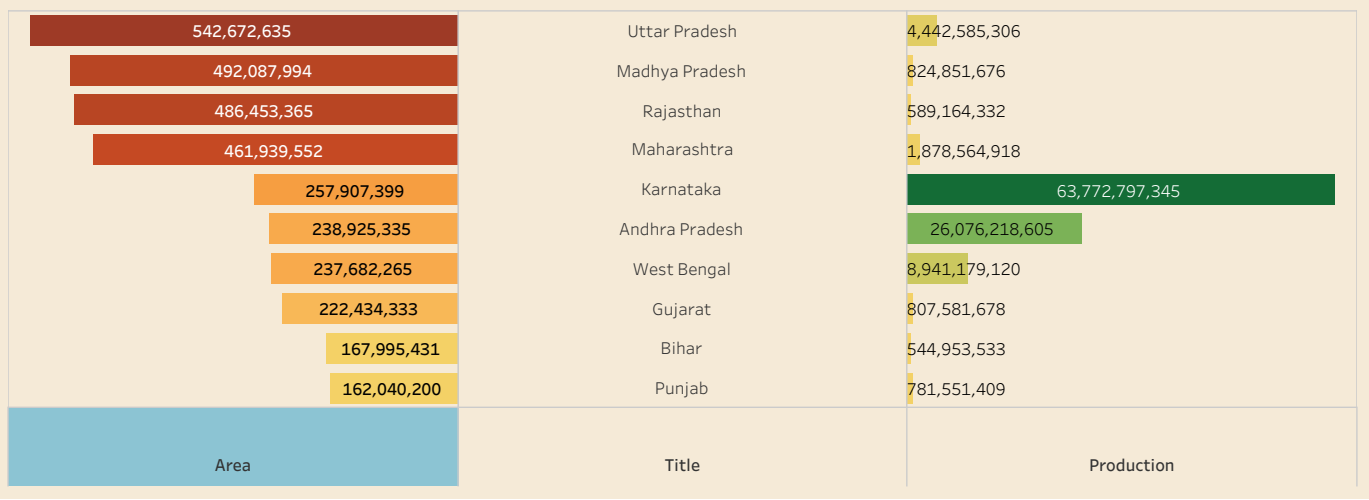 542,672,635 Uttar Pradesh 4,442,585,306
492,087,994 Madhya Pradesh 824,851,676
486,453,365 Rajasthan 589,164,332
461,939,552 Maharashtra 1,878,564,918
257,907,399 Karnataka 63,772,797,345
238,925,335 Andhra Pradesh 26,076,218,605
237,682,265 West Bengal 8,941,179,120
222,434,333 Gujarat 807,581,678
167,995,431 Bihar 544,953,533
162,040,200 Punjab 781,551,409
Area Title Production